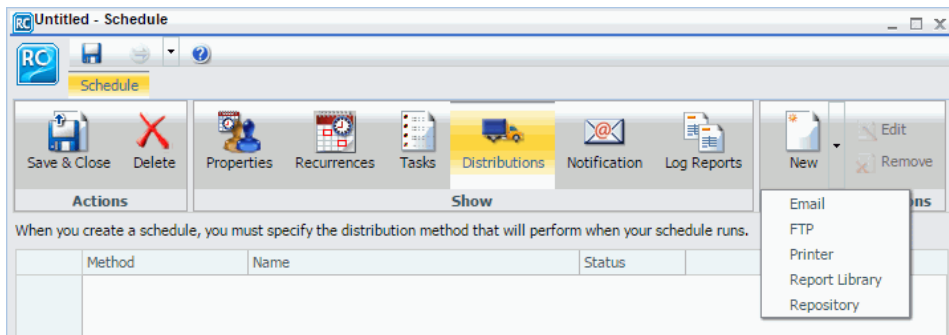 RC Untitled - Schedule
RC
Schedule
Save & Close Delete Properties Recurrences Tasks Distributions Notification Log Reports New Edit
Remove
Actions Show ns
When you create a schedule, you must specify the distribution method that will perform when your schedule runs.
Method Name Status
Email
FTP
Printer
Report Library
Repository